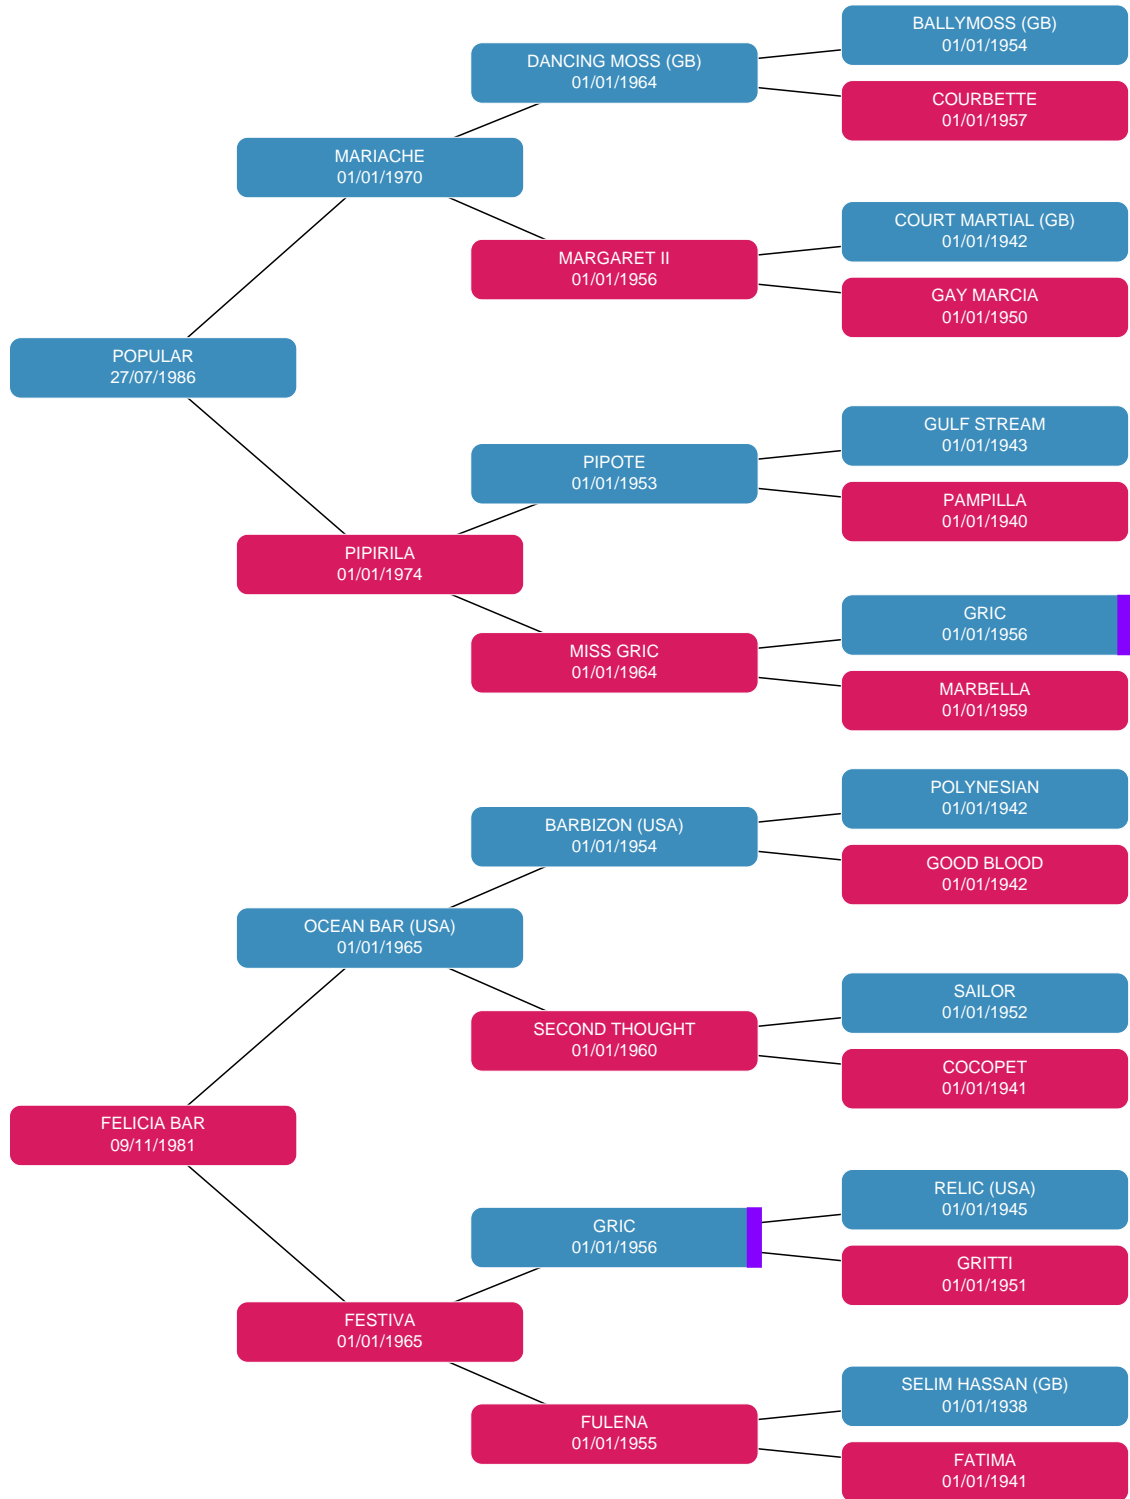 BALLYMOSS (GB)
01/01/1954
DANCING MOSS (GB)
01/01/1964
COURBETTE
01/01/1957
MARIACHE
01/01/1970
COURT MARTIAL (GB)
01/01/1942
MARGARET II
01/01/1956
GAY MARCIA
01/01/1950
POPULAR
27/07/1986
GULF STREAM
01/01/1943
PIPOTE
01/01/1953
PAMPILLA
01/01/1940
PIPIRILA
01/01/1974
GRIC
01/01/1956
MISS GRIC
01/01/1964
MARBELLA
01/01/1959
POLYNESIAN
01/01/1942
BARBIZON (USA)
01/01/1954
GOOD BLOOD
01/01/1942
OCEAN BAR (USA)
01/01/1965
SAILOR
01/01/1952
SECOND THOUGHT
01/01/1960
COCOPET
01/01/1941
FELICIA BAR
09/11/1981
RELIC (USA)
01/01/1945
GRIC
01/01/1956
GRITTI
01/01/1951
FESTIVA
01/01/1965
SELIM HASSAN (GB)
01/01/1938
FULENA
01/01/1955
FATIMA
01/01/1941